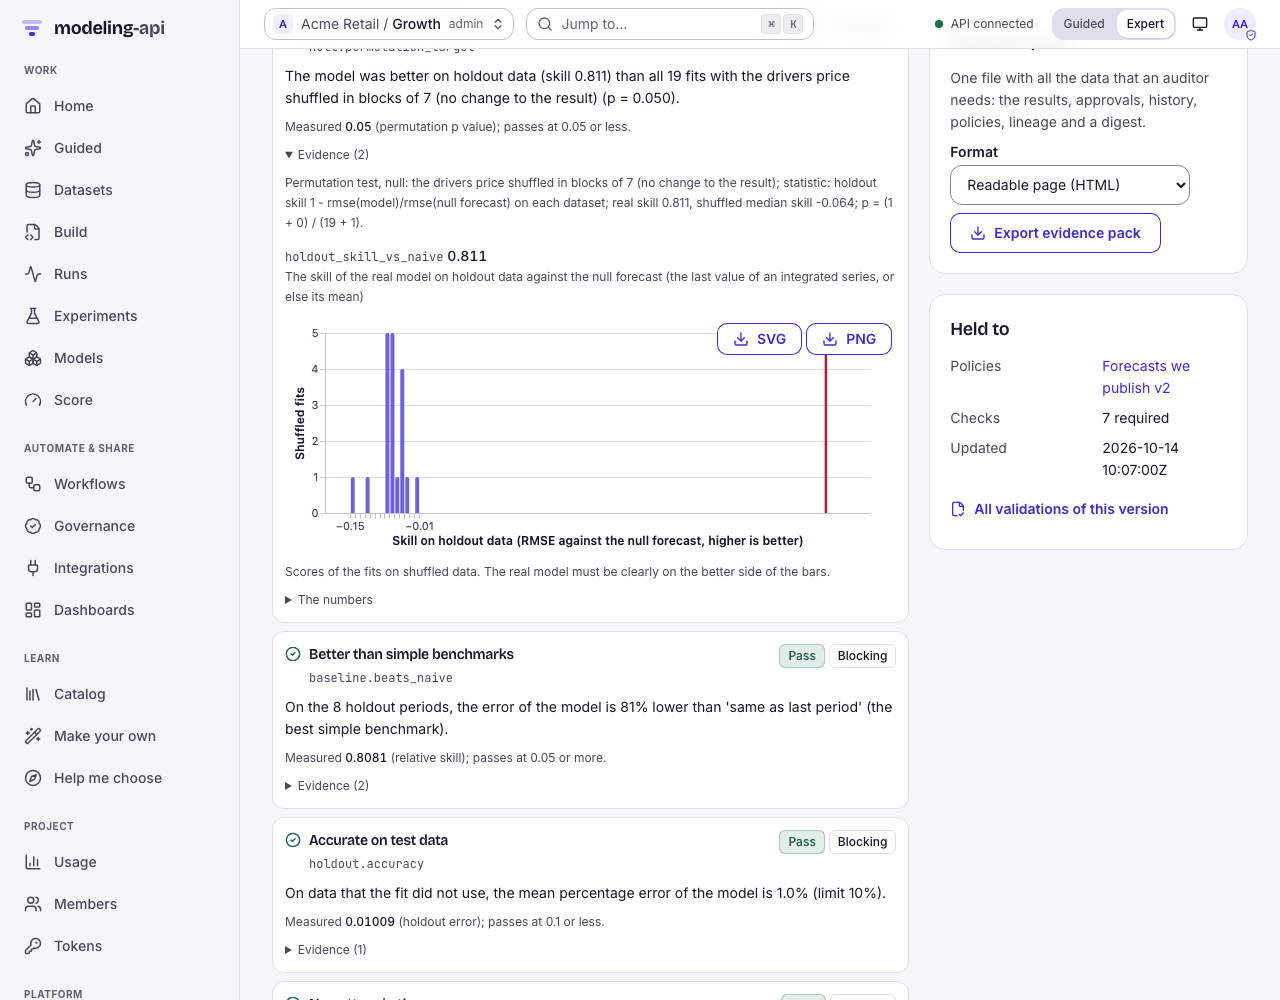 modeling-api
Acme Retail / Growth admin
Jump to...
⌘ K
API connected
Guided
Expert
AA
WORK
Home
Guided
Datasets
Build
Runs
Experiments
Models
Score
AUTOMATE & SHARE
Workflows
Governance
Integrations
Dashboards
LEARN
Catalog
Make your own
Help me choose
PROJECT
Usage
Members
Tokens
PLATFORM
The model was better on holdout data (skill 0.811) than all 19 fits with the drivers price
shuffled in blocks of 7 (no change to the result) (p = 0.050).
Measured 0.05 (permutation p value); passes at 0.05 or less.
Evidence (2)
Permutation test, null: the drivers price shuffled in blocks of 7 (no change to the result); statistic: holdout
skill 1 - rmse(model)/rmse(null forecast) on each dataset; real skill 0.811, shuffled median skill -0.064; p = (1
+ 0) / (19 + 1).
holdout_skill_vs_naive 0.811
The skill of the real model on holdout data against the null forecast (the last value of an integrated series, or
else its mean)
SVG
PNG
5
4
3
2
1
0
Shuffled fits
−0.15
−0.01
Skill on holdout data (RMSE against the null forecast, higher is better)
Scores of the fits on shuffled data. The real model must be clearly on the better side of the bars.
The numbers
Better than simple benchmarks
Pass
Blocking
baseline.beats_naive
On the 8 holdout periods, the error of the model is 81% lower than 'same as last period' (the
best simple benchmark).
Measured 0.8081 (relative skill); passes at 0.05 or more.
Evidence (2)
Accurate on test data
Pass
Blocking
holdout.accuracy
On data that the fit did not use, the mean percentage error of the model is 1.0% (limit 10%).
Measured 0.01009 (holdout error); passes at 0.1 or less.
Evidence (1)
One file with all the data that an auditor
needs: the results, approvals, history,
policies, lineage and a digest.
Format
Readable page (HTML)
Export evidence pack
Held to
Policies
Forecasts we
publish v2
Checks
7 required
Updated
2026-10-14
10:07:00Z
All validations of this version